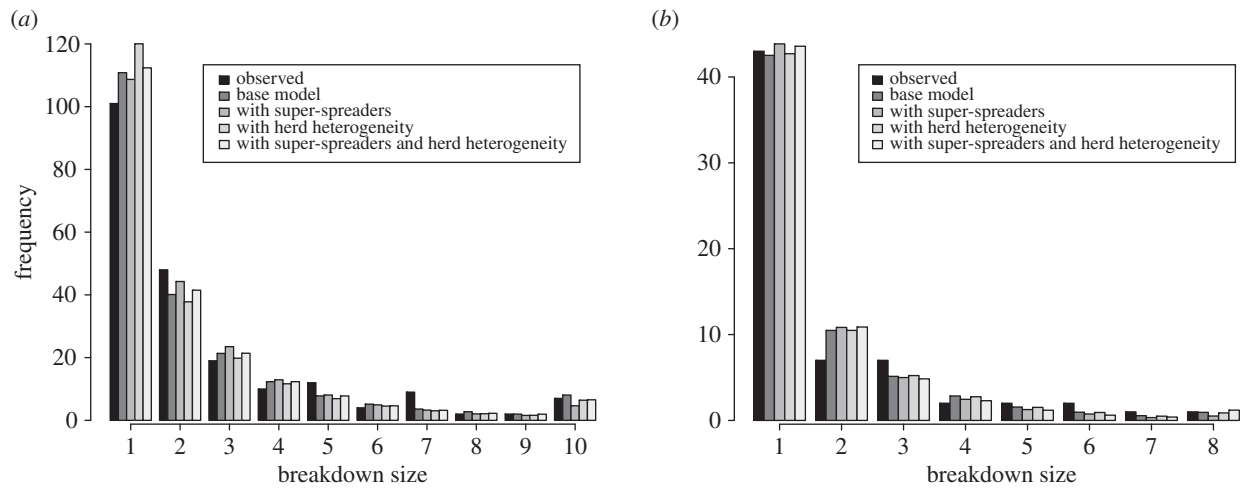 (a)
120
100
80
60
40
20
0
frequency
observed
base model
with super-spreaders
with herd heterogeneity
with super-spreaders and herd heterogeneity
1 2 3 4 5 6 7 8 9 10
breakdown size
(b)
40
30
20
10
0
observed
base model
with super-spreaders
with herd heterogeneity
with super-spreaders and herd heterogeneity
1 2 3 4 5 6 7 8
breakdown size